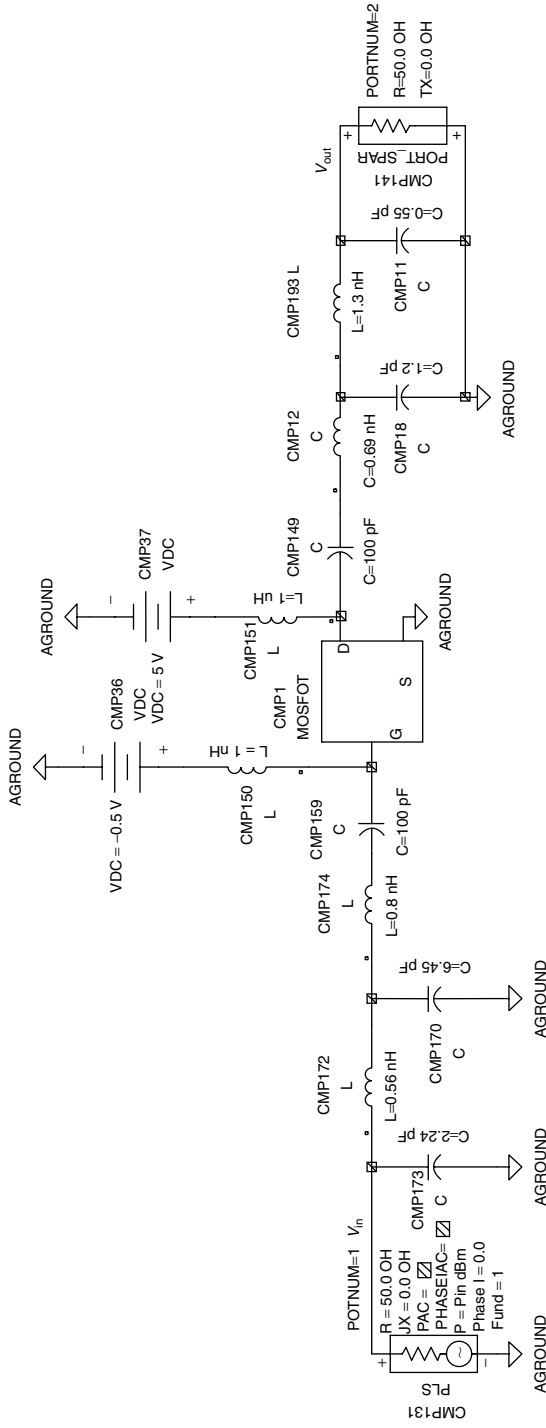 AGROUND
CMP36
VDC
VDC = –0.5 V
AGROUND
CMP37
VDC
VDC = 5 V
–
+
–
+
CMP150
L
L = 1 nH
CMP151
L
L=1 uH
CMP1
MOSFOT
G
D
S
AGROUND
CMP131
PLS
+
–
POTNUM=1
Vin
R = 50.0 OH
JX = 0.0 OH
PAC =
PHASEIAC=
P = Pin dBm
Phase I = 0.0
Fund = 1
AGROUND
CMP173
C
C=2.24 pF
AGROUND
CMP172
L
L=0.56 nH
CMP170
C
C=6.45 pF
AGROUND
CMP174
L
L=0.8 nH
CMP159
C
C=100 pF
CMP149
C
C=100 pF
CMP12
C
C=0.69 nH
CMP18
C
C=1.2 pF
AGROUND
CMP193 L
L=1.3 nH
CMP11
C
C=0.55 pF
Vout
CMP141
PORT_SPAR
+
+
PORTNUM=2
R=50.0 OH
TX=0.0 OH